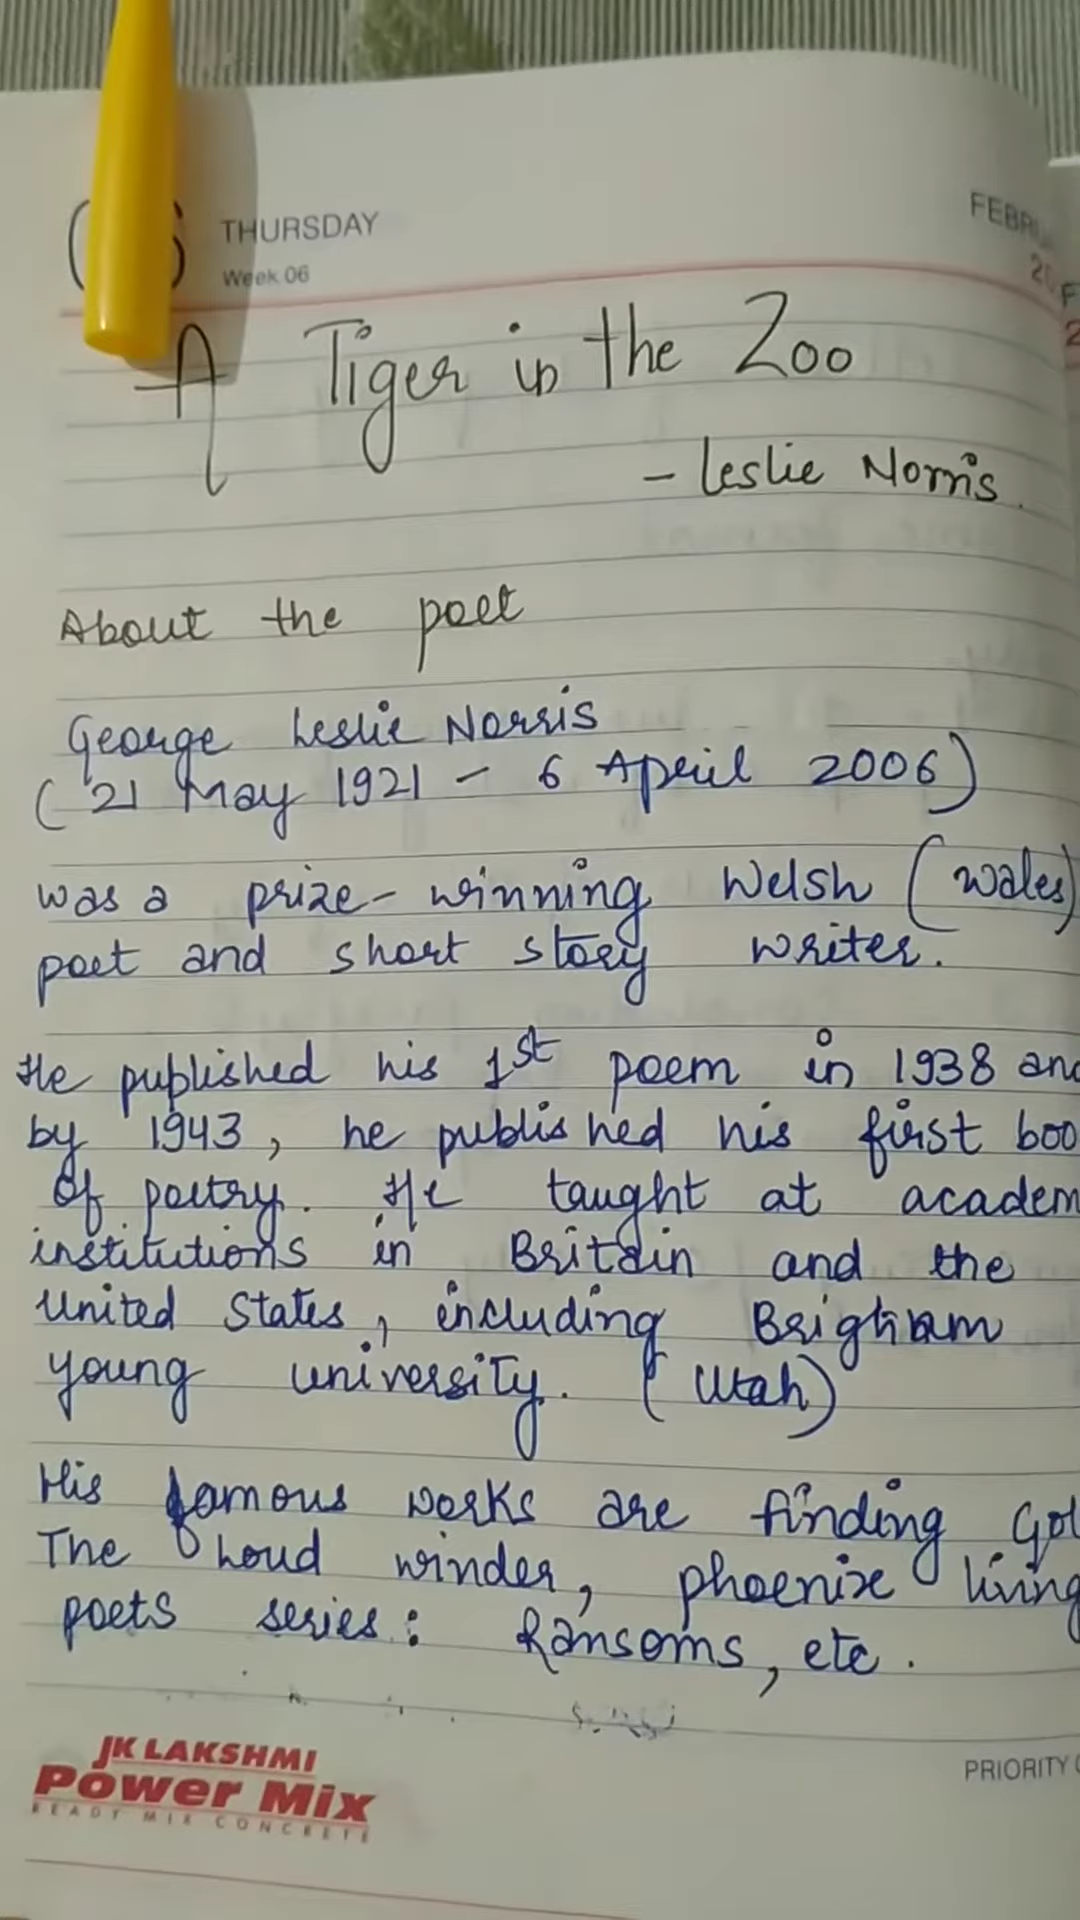 THURSDAY
Week 06
A Tiger in the Zoo
- Leslie Norris.
About the poet
George Leslie Norris
(21 May 1921 - 6 April 2006)
was a prize-winning Welsh (Wales)
poet and short story writer.
He published his 1st poem in 1938 and
by 1943, he published his first boo
of poetry. He taught at academ
institutions in Britain and the
United States, including Brigham
young university. (Utah)
His famous works are finding Gol
The Loud winder, phoenix living
poets series: Ransoms, etc.
JK LAKSHMI
Power Mix
READY MIX CONCRETE
PRIORITY